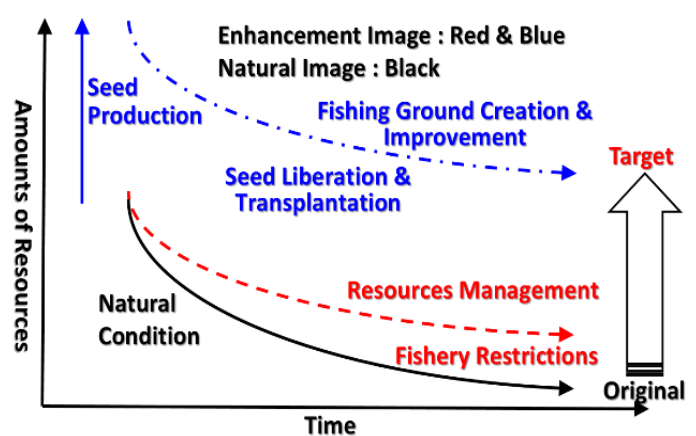 Enhancement Image : Red & Blue
Natural Image : Black
Seed
Production
Fishing Ground Creation &
Improvement
Target
Seed Liberation &
Transplantation
Amounts of Resources
Resources Management
Natural
Condition
Fishery Restrictions
Original
Time